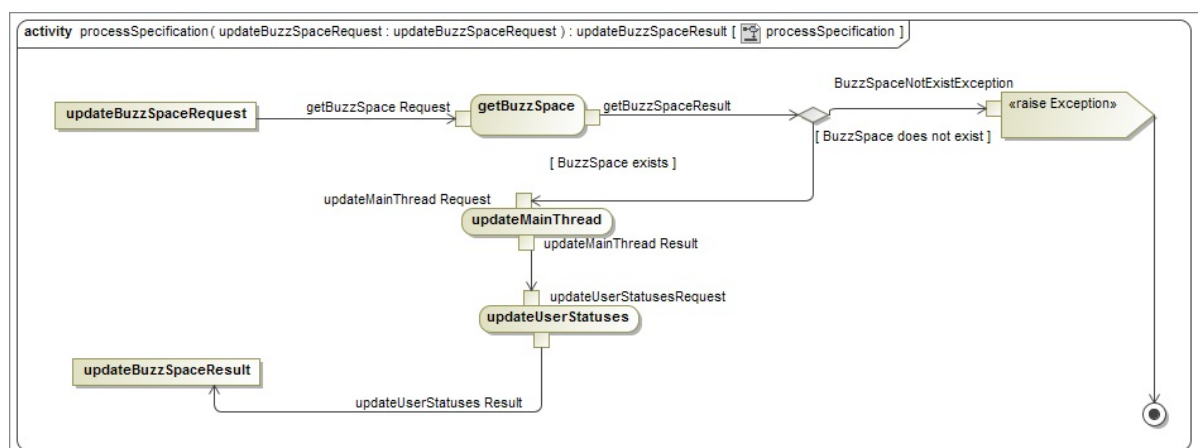 activity processSpecification( updateBuzzSpaceRequest : updateBuzzSpaceRequest ) : updateBuzzSpaceResult [ processSpecification ]
BuzzSpaceNotExistException
updateBuzzSpaceRequest
getBuzzSpace Request
getBuzzSpace
getBuzzSpaceResult
«raise Exception»
[ BuzzSpace does not exist ]
[ BuzzSpace exists ]
updateMainThread Request
updateMainThread
updateMainThread Result
updateUserStatusesRequest
updateUserStatuses
updateBuzzSpaceResult
updateUserStatuses Result